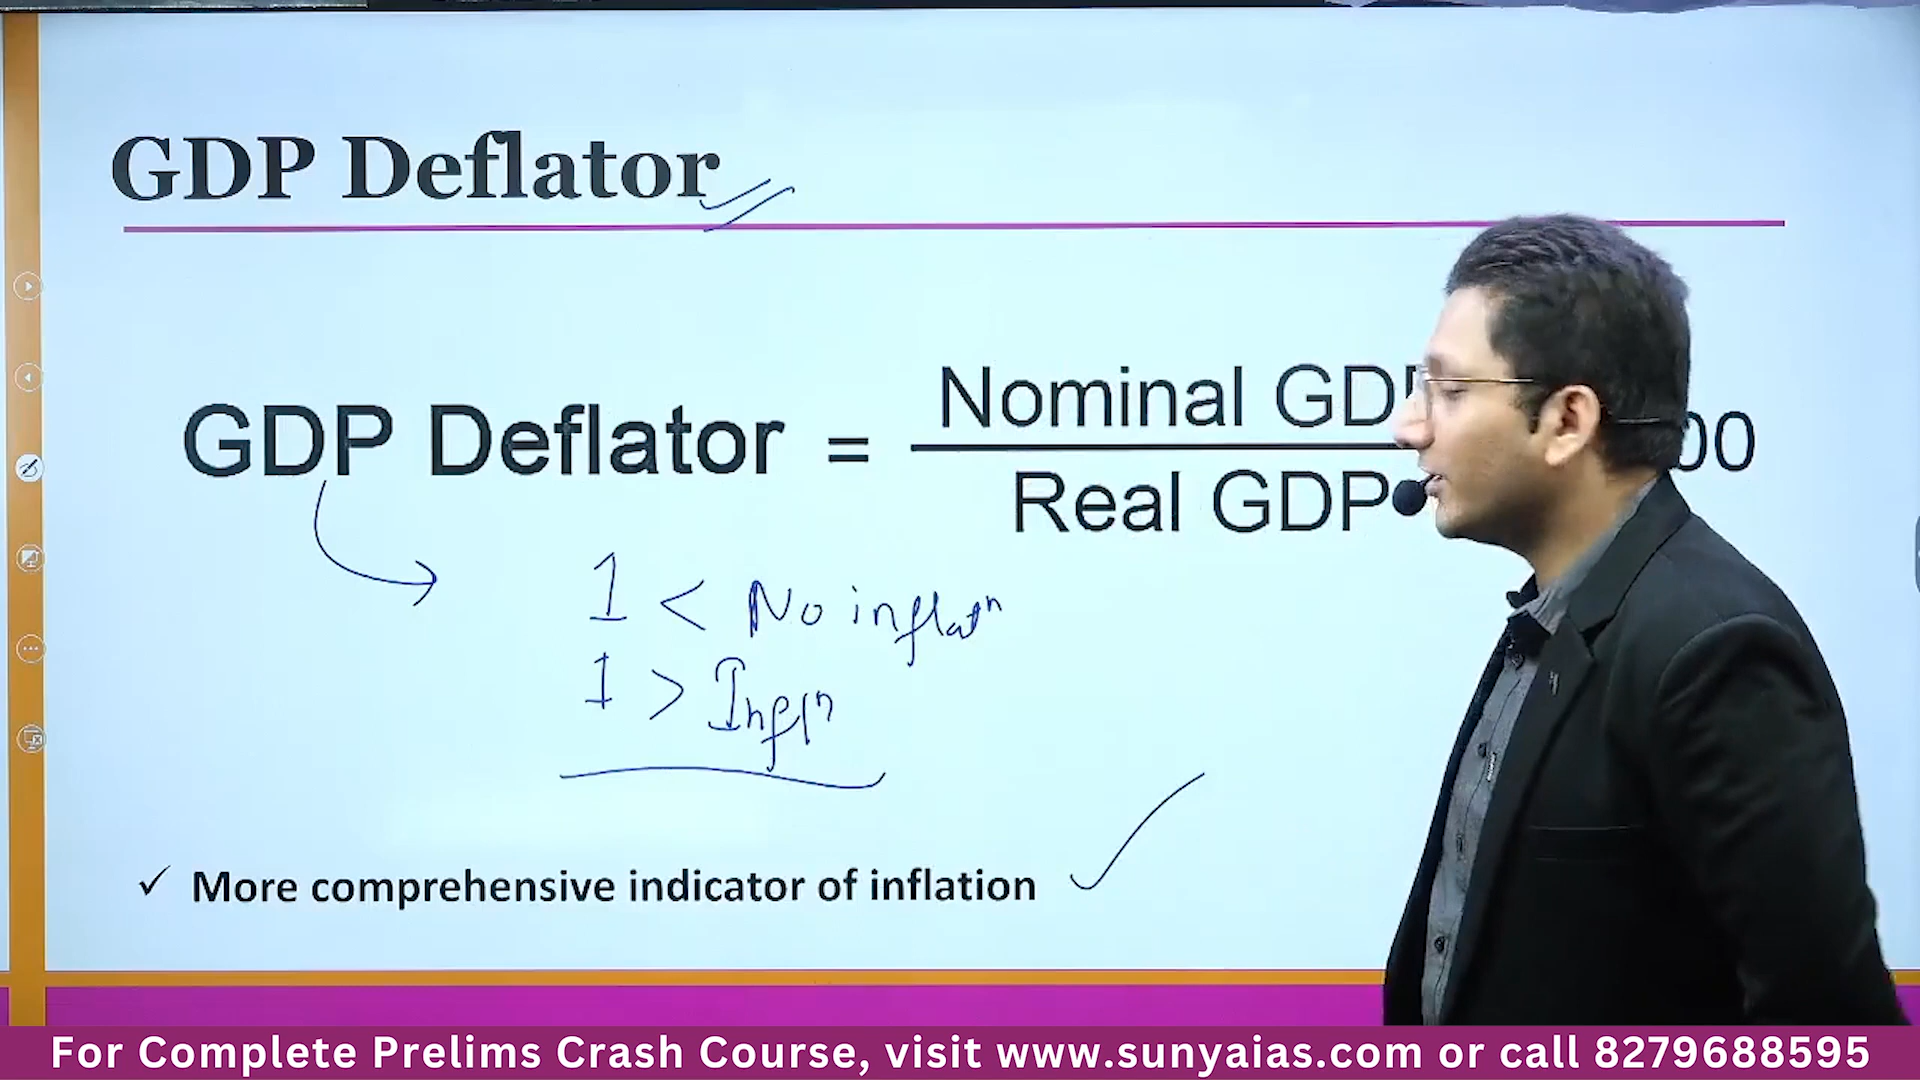 GDP Deflator
GDP Deflator = Nominal GDP
Real GDP
00
1 < No inflatn
1 > Infln
✓ More comprehensive indicator of inflation
For Complete Prelims Crash Course, visit www.sunyaias.com or call 8279688595